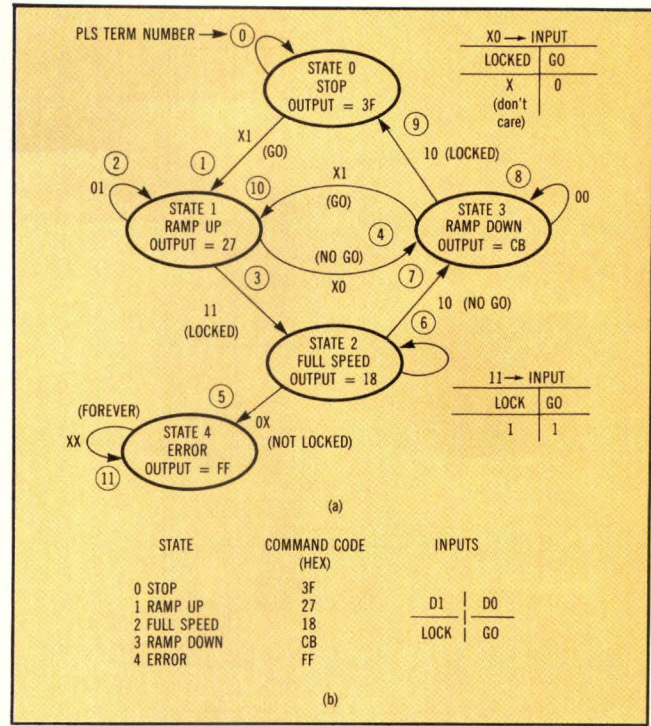 PLS TERM NUMBER → 0
STATE 0
STOP
OUTPUT = 3F
X0 → INPUT
LOCKED GO
X 0
(don't
care)
9
10 (LOCKED)
X1
(GO)
1
2
01
STATE 1
RAMP UP
OUTPUT = 27
10
X1
(GO)
4
(NO GO)
X0
8
00
STATE 3
RAMP DOWN
OUTPUT = CB
3
11
(LOCKED)
7
10 (NO GO)
6
STATE 2
FULL SPEED
OUTPUT = 18
11 → INPUT
LOCK GO
1 1
5
0X
(NOT LOCKED)
(FOREVER)
XX
11
STATE 4
ERROR
OUTPUT = FF
(a)
STATE COMMAND CODE INPUTS
(HEX)
0 STOP 3F
1 RAMP UP 27 D1 D0
2 FULL SPEED 18 LOCK GO
3 RAMP DOWN CB
4 ERROR FF
(b)